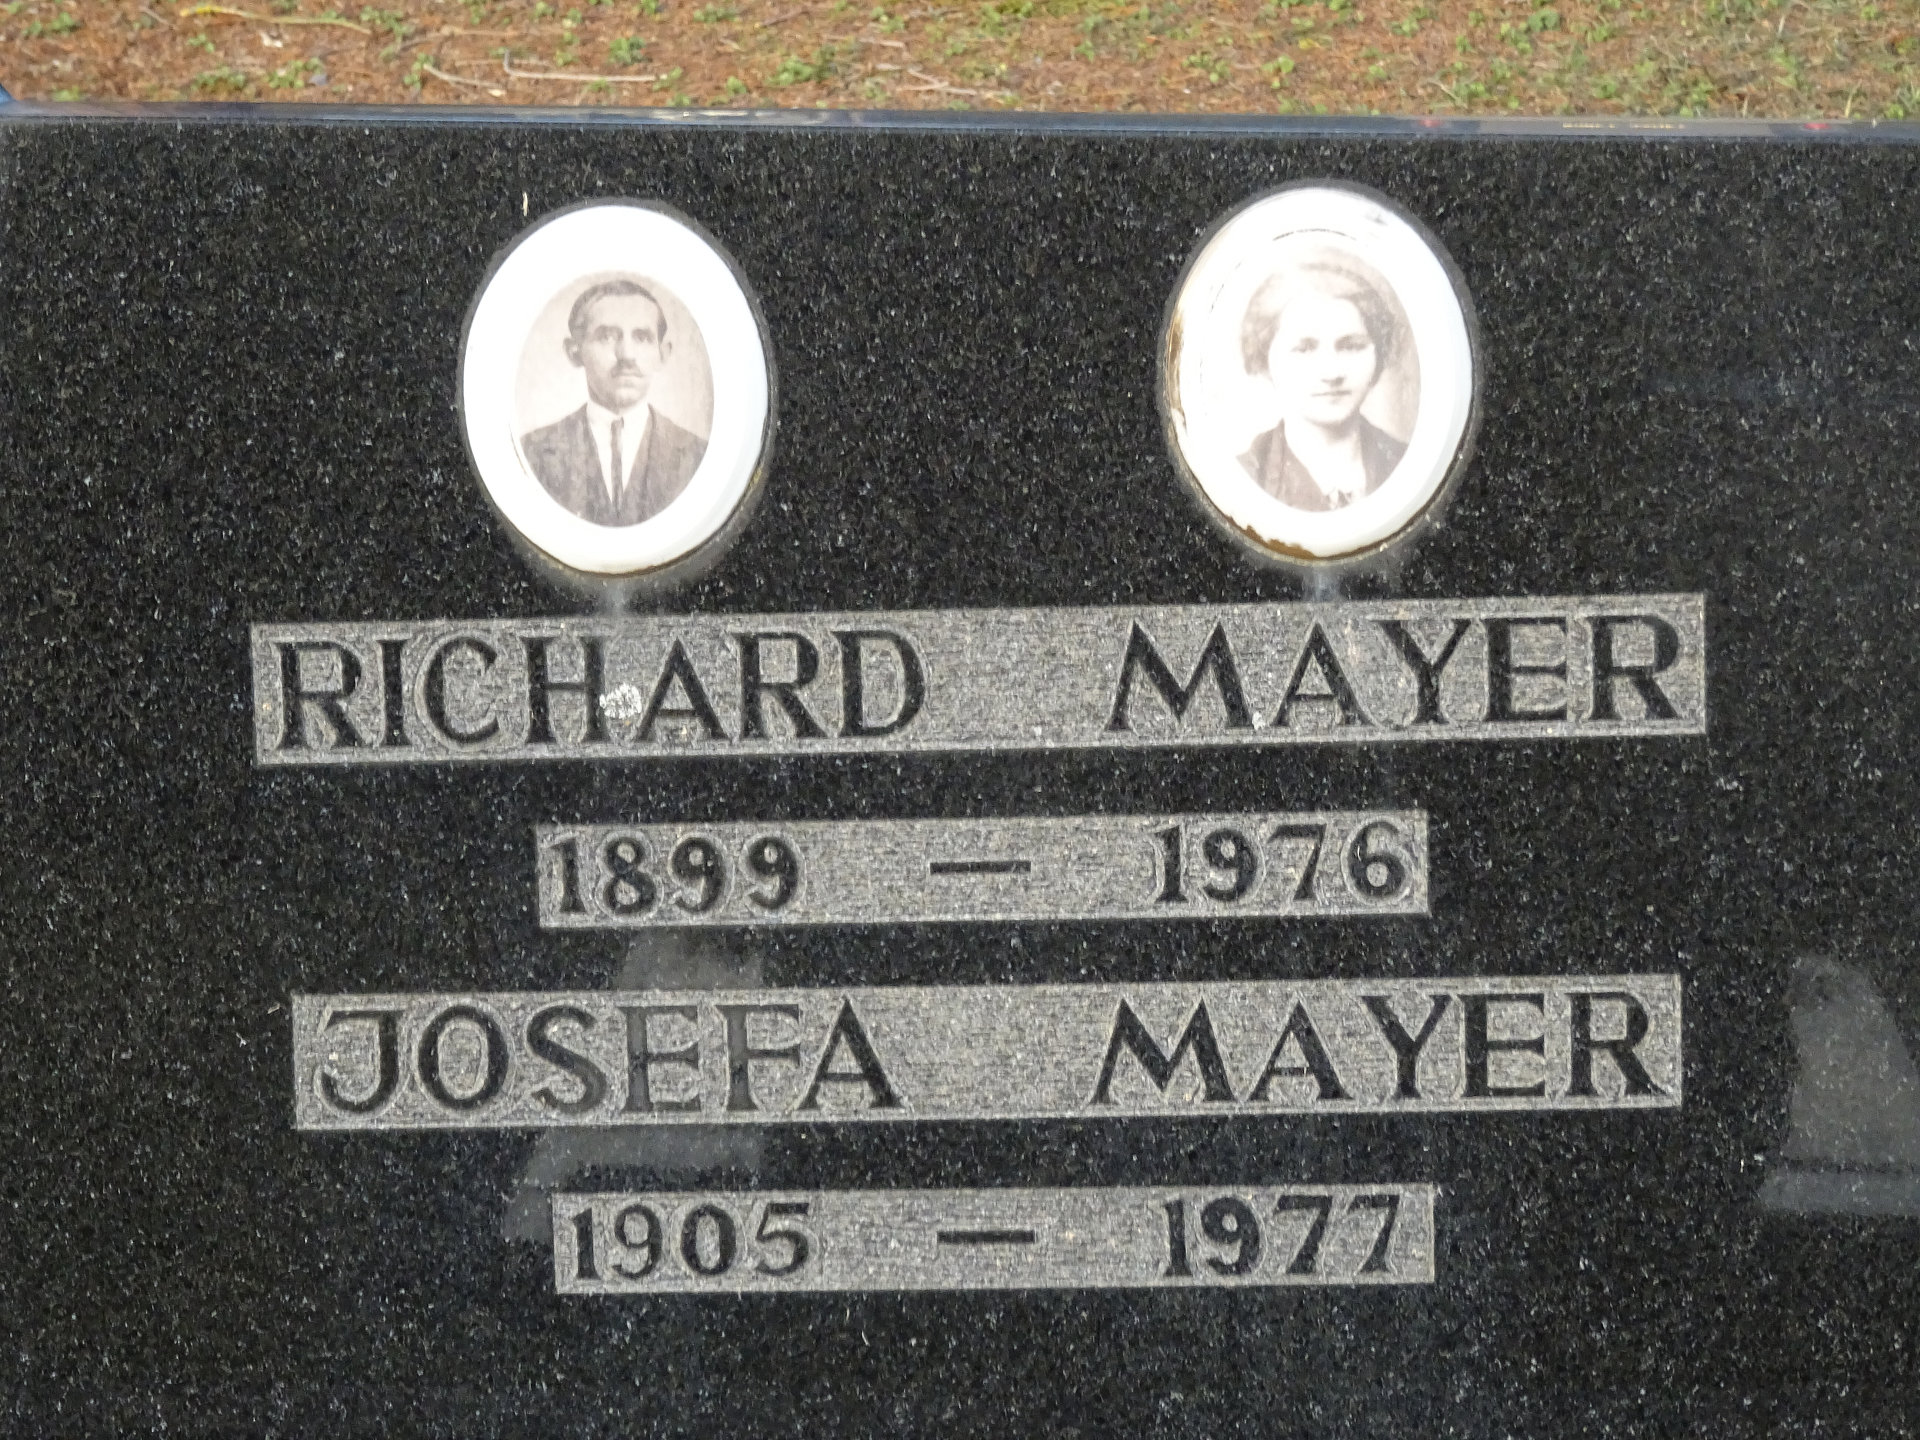 RICHARD MAYER
1899 — 1976
JOSEFA MAYER
1905 — 1977